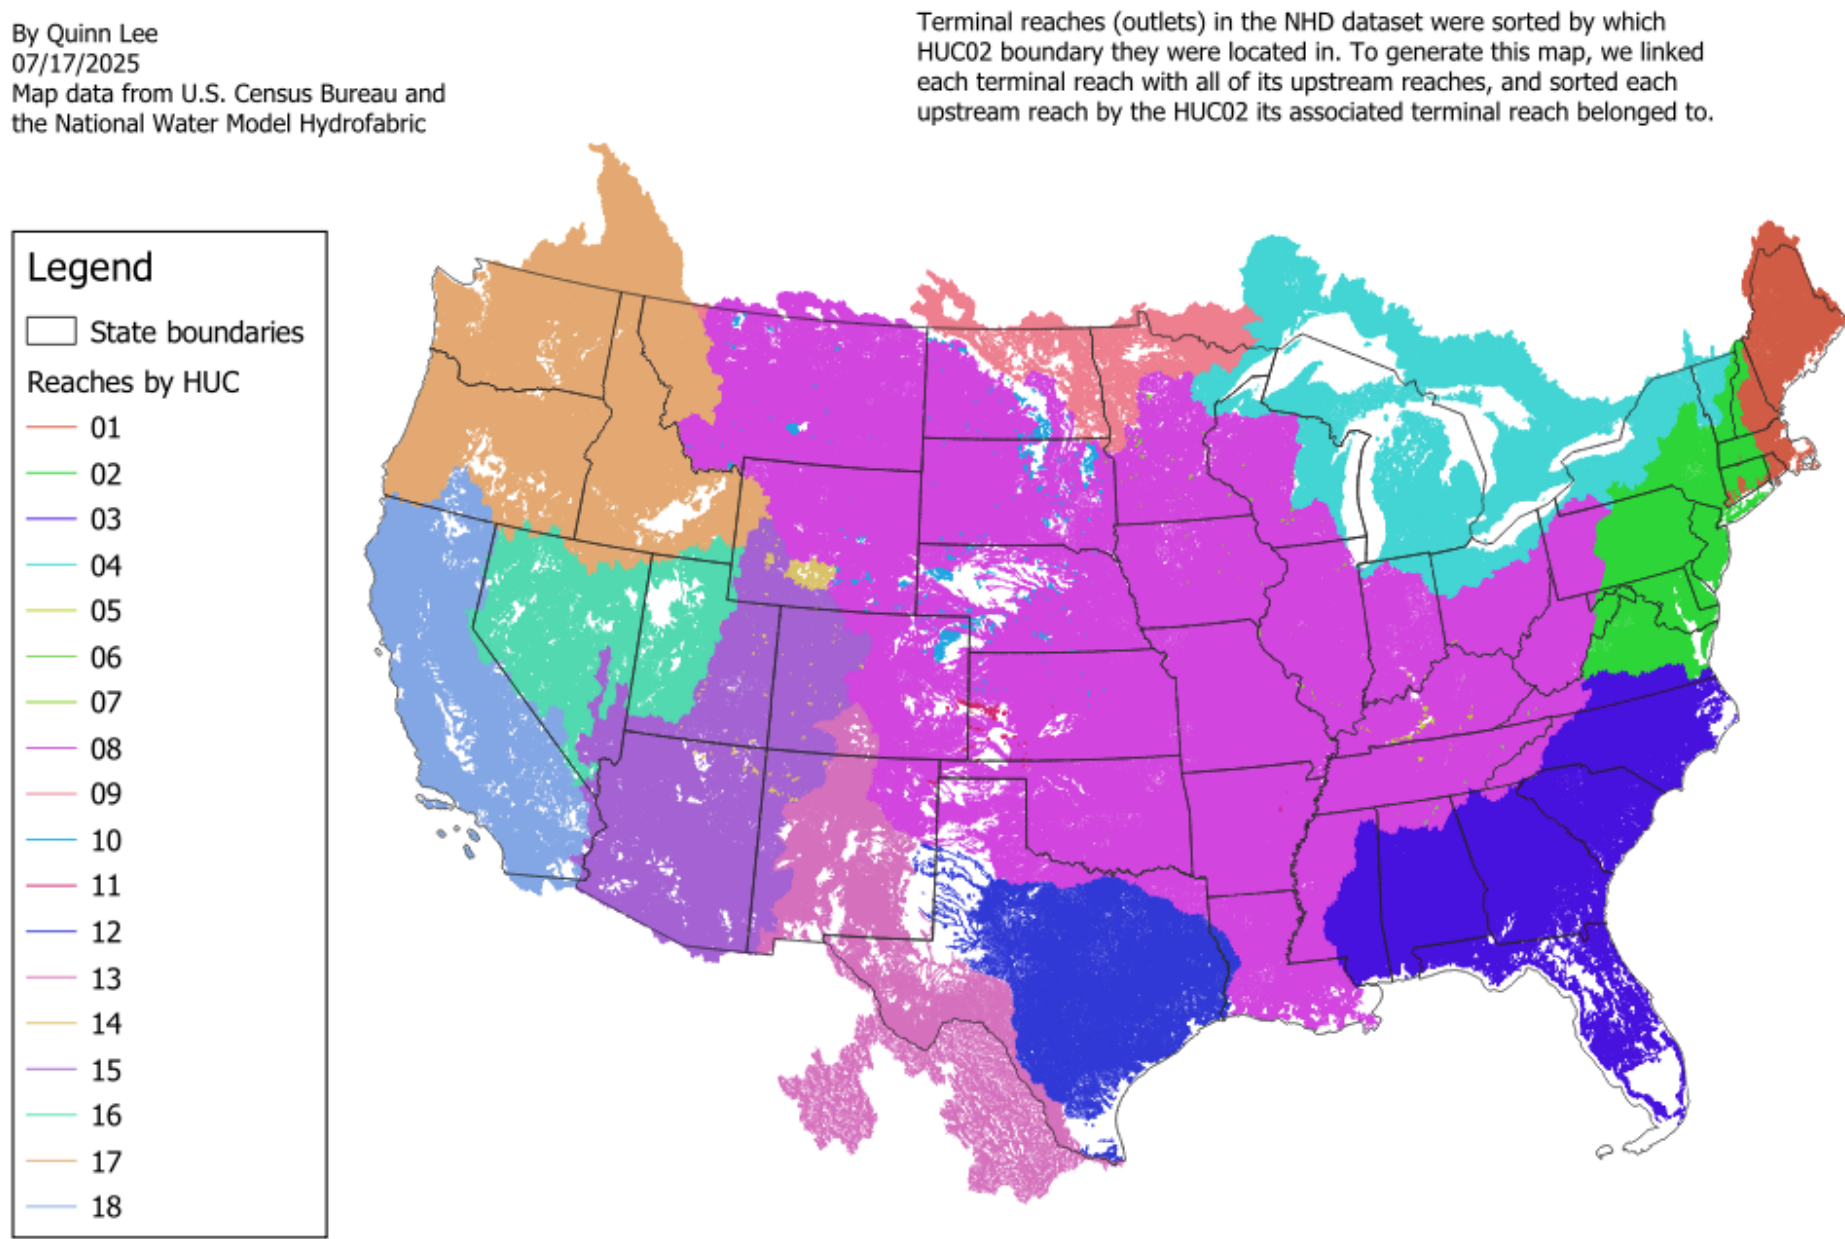 By Quinn Lee
07/17/2025
Map data from U.S. Census Bureau and
the National Water Model Hydrofabric
Terminal reaches (outlets) in the NHD dataset were sorted by which
HUC02 boundary they were located in. To generate this map, we linked
each terminal reach with all of its upstream reaches, and sorted each
upstream reach by the HUC02 its associated terminal reach belonged to.
Legend
State boundaries
Reaches by HUC
01
02
03
04
05
06
07
08
09
10
11
12
13
14
15
16
17
18